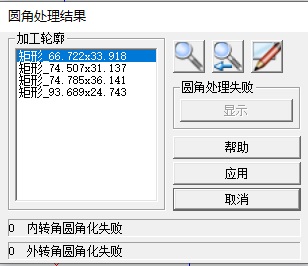 圆角处理结果
加工轮廓
矩形_66.722x33.918
矩形_74.507x31.137
矩形_74.785x36.141
矩形_93.689x24.743
圆角处理失败
显示
帮助
应用
取消
0 内转角圆角化失败
0 外转角圆角化失败